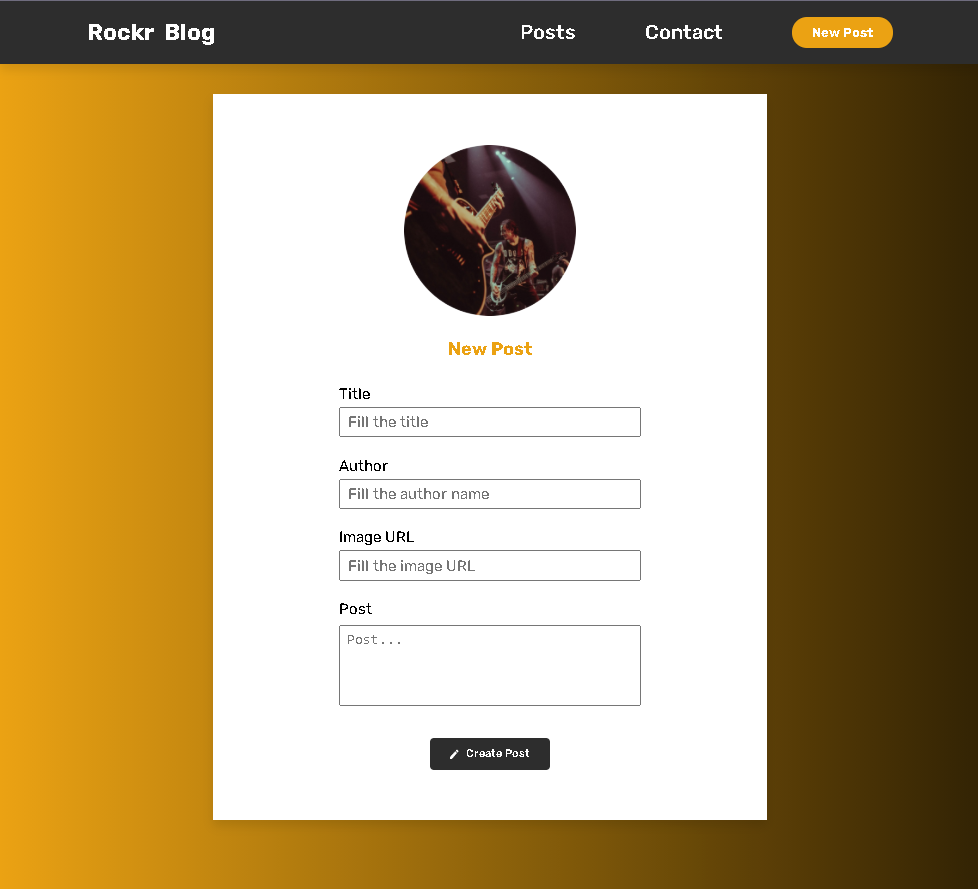 Rockr Blog Posts Contact New Post
New Post
Title
Fill the title
Author
Fill the author name
Image URL
Fill the image URL
Post
Post...
Create Post